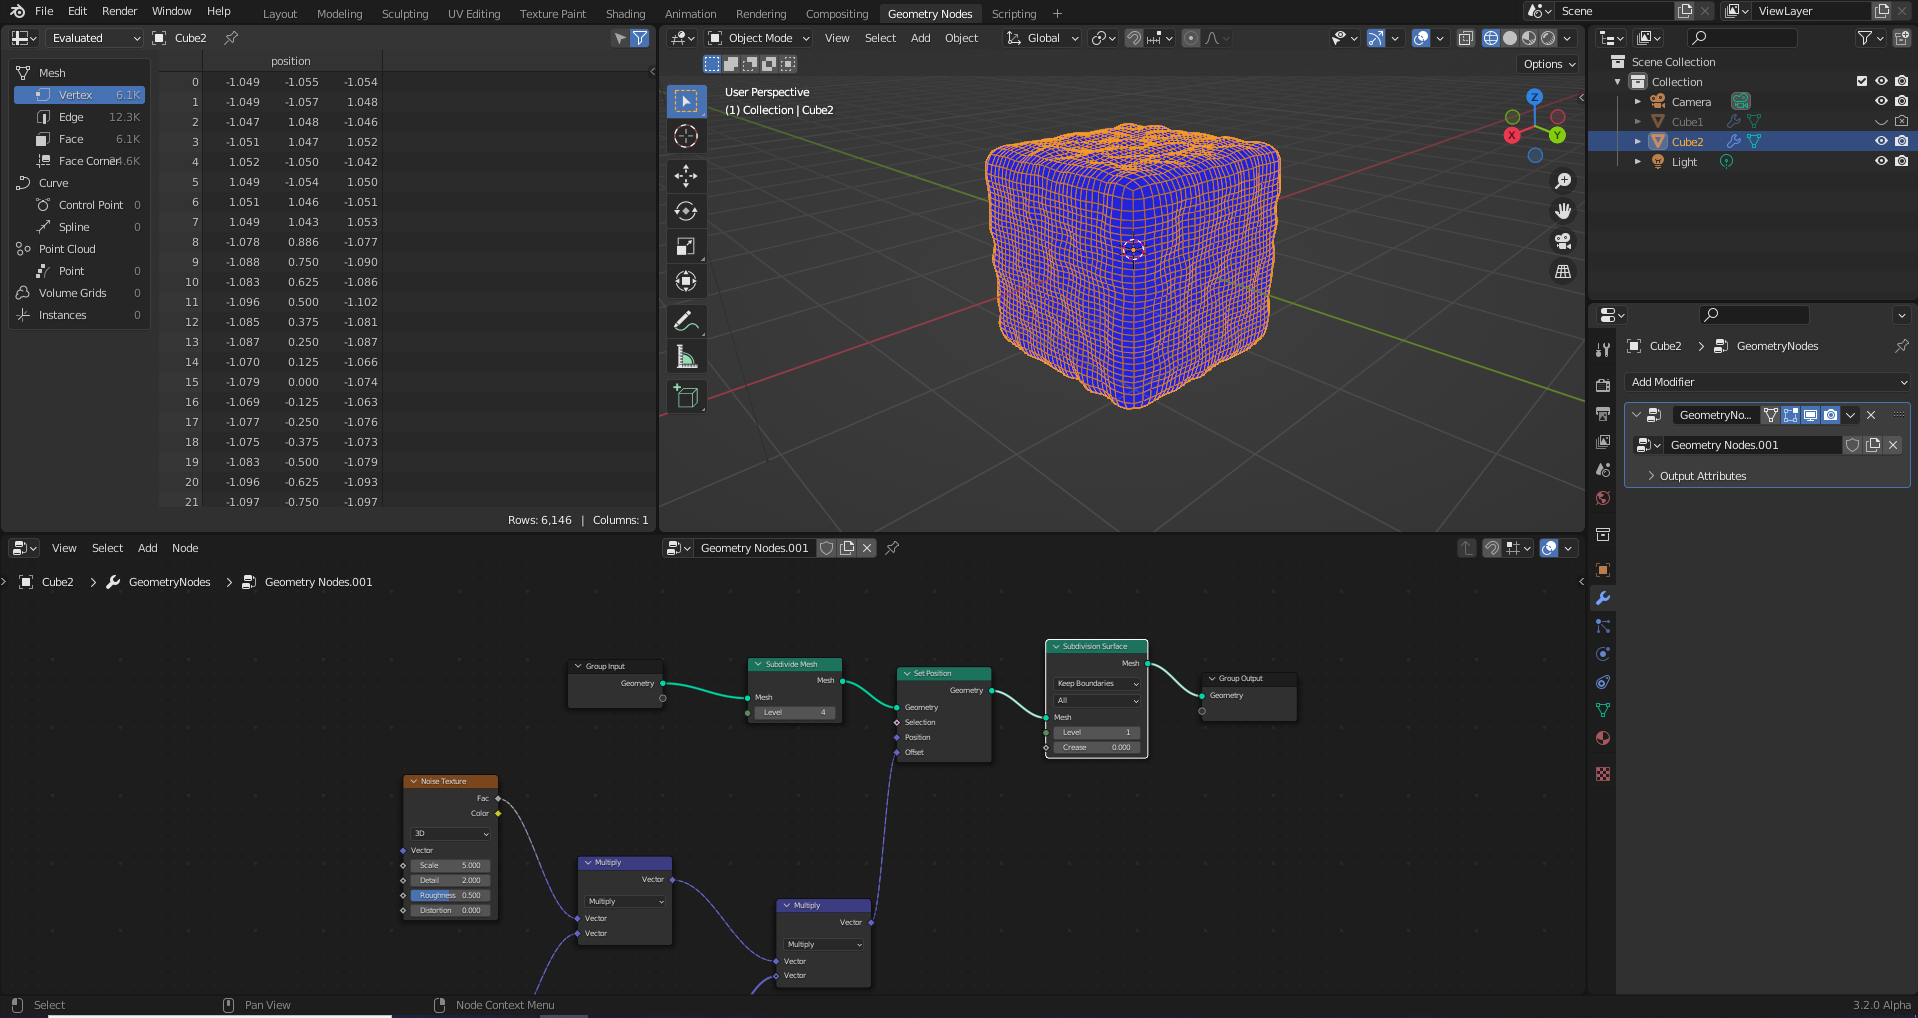 File Edit Render Window Help
Layout Modeling Sculpting UV Editing Texture Paint Shading Animation Rendering Compositing Geometry Nodes Scripting +
Scene
ViewLayer
Evaluated
Cube2
position
Mesh
Vertex 6.1K
Edge 12.3K
Face 6.1K
Face Corner 24.6K
Curve
Control Point 0
Spline 0
Point Cloud
Point 0
Volume Grids 0
Instances 0
0 -1.049 -1.055 -1.054
1 -1.049 -1.057 1.048
2 -1.047 1.048 -1.046
3 -1.051 1.047 1.052
4 1.052 -1.050 -1.042
5 1.049 -1.054 1.050
6 1.051 1.046 -1.051
7 1.049 1.043 1.053
8 -1.078 0.886 -1.077
9 -1.088 0.750 -1.090
10 -1.083 0.625 -1.086
11 -1.096 0.500 -1.102
12 -1.085 0.375 -1.081
13 -1.087 0.250 -1.087
14 -1.070 0.125 -1.066
15 -1.079 0.000 -1.074
16 -1.069 -0.125 -1.063
17 -1.077 -0.250 -1.076
18 -1.075 -0.375 -1.073
19 -1.083 -0.500 -1.079
20 -1.096 -0.625 -1.093
21 -1.097 -0.750 -1.097
Rows: 6,146 | Columns: 1
Object Mode View Select Add Object Global
Options
User Perspective
(1) Collection | Cube2
Z
X
Y
Scene Collection
Collection
Camera
Cube1
Cube2
Light
Cube2 > GeometryNodes
Add Modifier
GeometryNo...
Geometry Nodes.001
Output Attributes
View Select Add Node
Geometry Nodes.001
Cube2 > GeometryNodes > Geometry Nodes.001
Group Input
Geometry
Subdivide Mesh
Mesh
Mesh
Level 4
Set Position
Geometry
Geometry
Selection
Position
Offset
Subdivision Surface
Mesh
Keep Boundaries
All
Mesh
Level 1
Crease 0.000
Group Output
Geometry
Noise Texture
Fac
Color
3D
Vector
Scale 5.000
Detail 2.000
Roughness 0.500
Distortion 0.000
Multiply
Vector
Multiply
Vector
Vector
Multiply
Vector
Multiply
Vector
Vector
Select
Pan View
Node Context Menu
3.2.0 Alpha